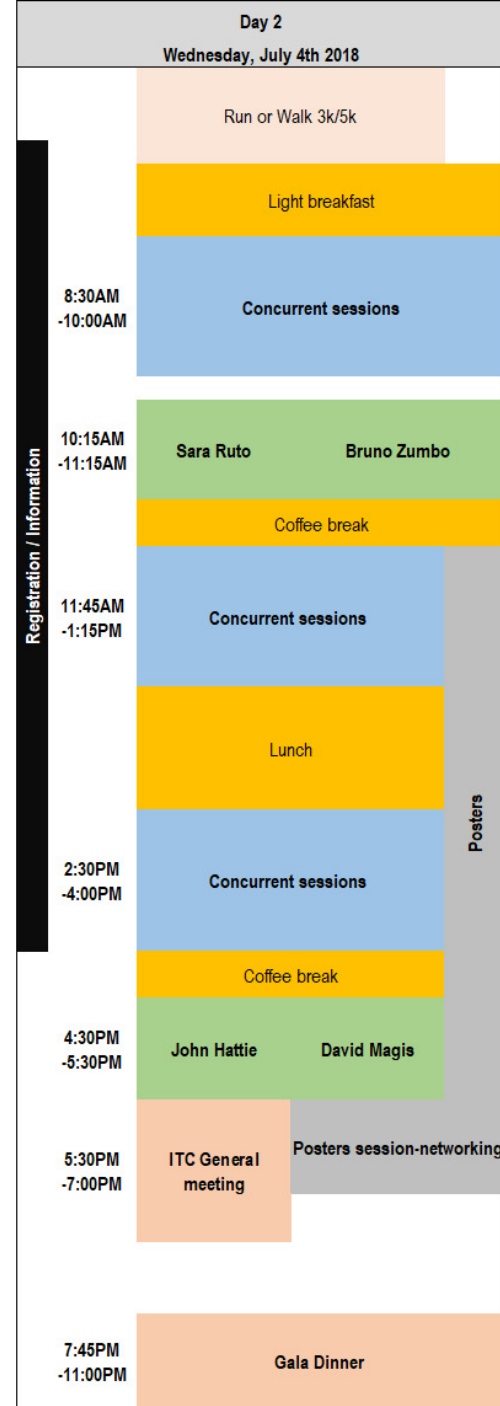 Day 2
Wednesday, July 4th 2018
Run or Walk 3k/5k
Registration / Information
Light breakfast
8:30AM
-10:00AM
Concurrent sessions
10:15AM
-11:15AM
Sara Ruto
Bruno Zumbo
Coffee break
11:45AM
-1:15PM
Concurrent sessions
Posters
Lunch
2:30PM
-4:00PM
Concurrent sessions
Coffee break
4:30PM
-5:30PM
John Hattie
David Magis
5:30PM
-7:00PM
ITC General
meeting
Posters session-networking
7:45PM
-11:00PM
Gala Dinner